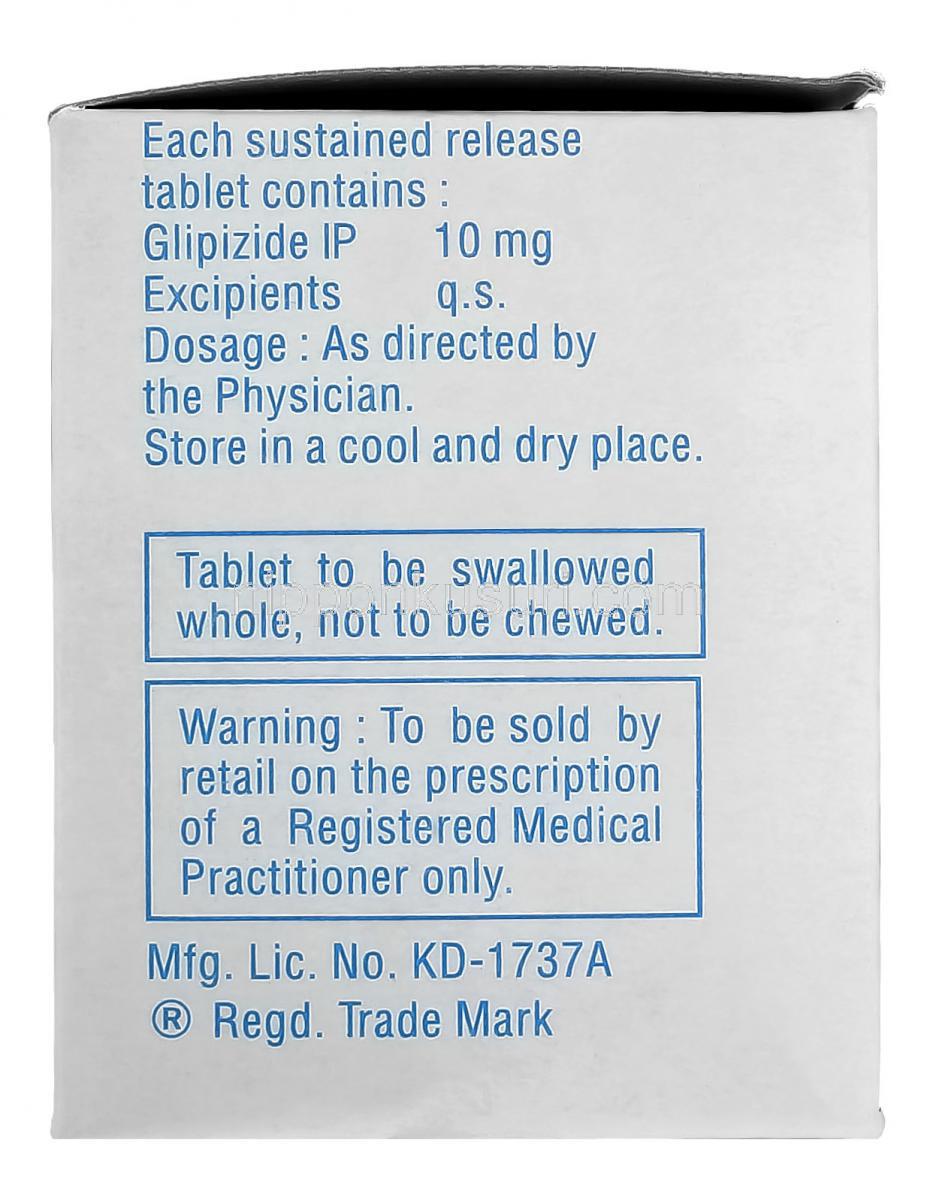 Each sustained release
tablet contains :
Glipizide IP 10 mg
Excipients q.s.
Dosage : As directed by
the Physician.
Store in a cool and dry place.
Tablet to be swallowed
whole, not to be chewed.
Warning : To be sold by
retail on the prescription
of a Registered Medical
Practitioner only.
Mfg. Lic. No. KD-1737A
® Regd. Trade Mark